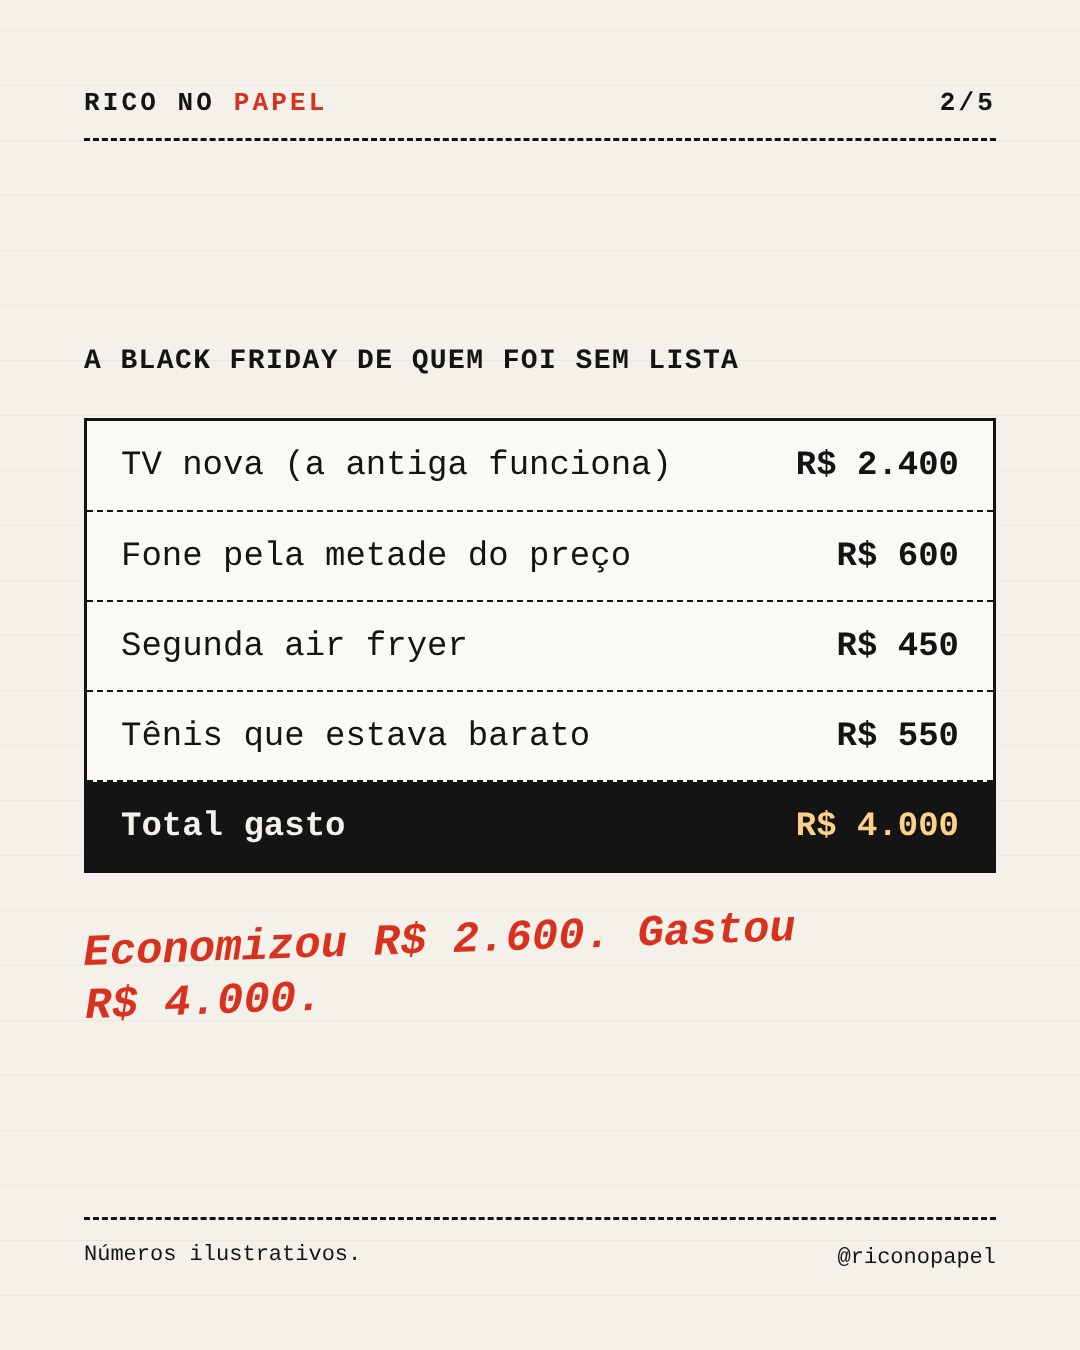 RICO NO PAPEL 2/5
A BLACK FRIDAY DE QUEM FOI SEM LISTA
TV nova (a antiga funciona) R$ 2.400
Fone pela metade do preço R$ 600
Segunda air fryer R$ 450
Tênis que estava barato R$ 550
Total gasto R$ 4.000
Economizou R$ 2.600. Gastou
R$ 4.000.
Números ilustrativos. @riconopapel